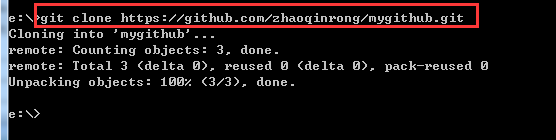 e:\>git clone https://github.com/zhaoqinrong/mygithub.git
Cloning into 'mygithub'...
remote: Counting objects: 3, done.
remote: Total 3 (delta 0), reused 0 (delta 0), pack-reused 0
Unpacking objects: 100% (3/3), done.
e:\>